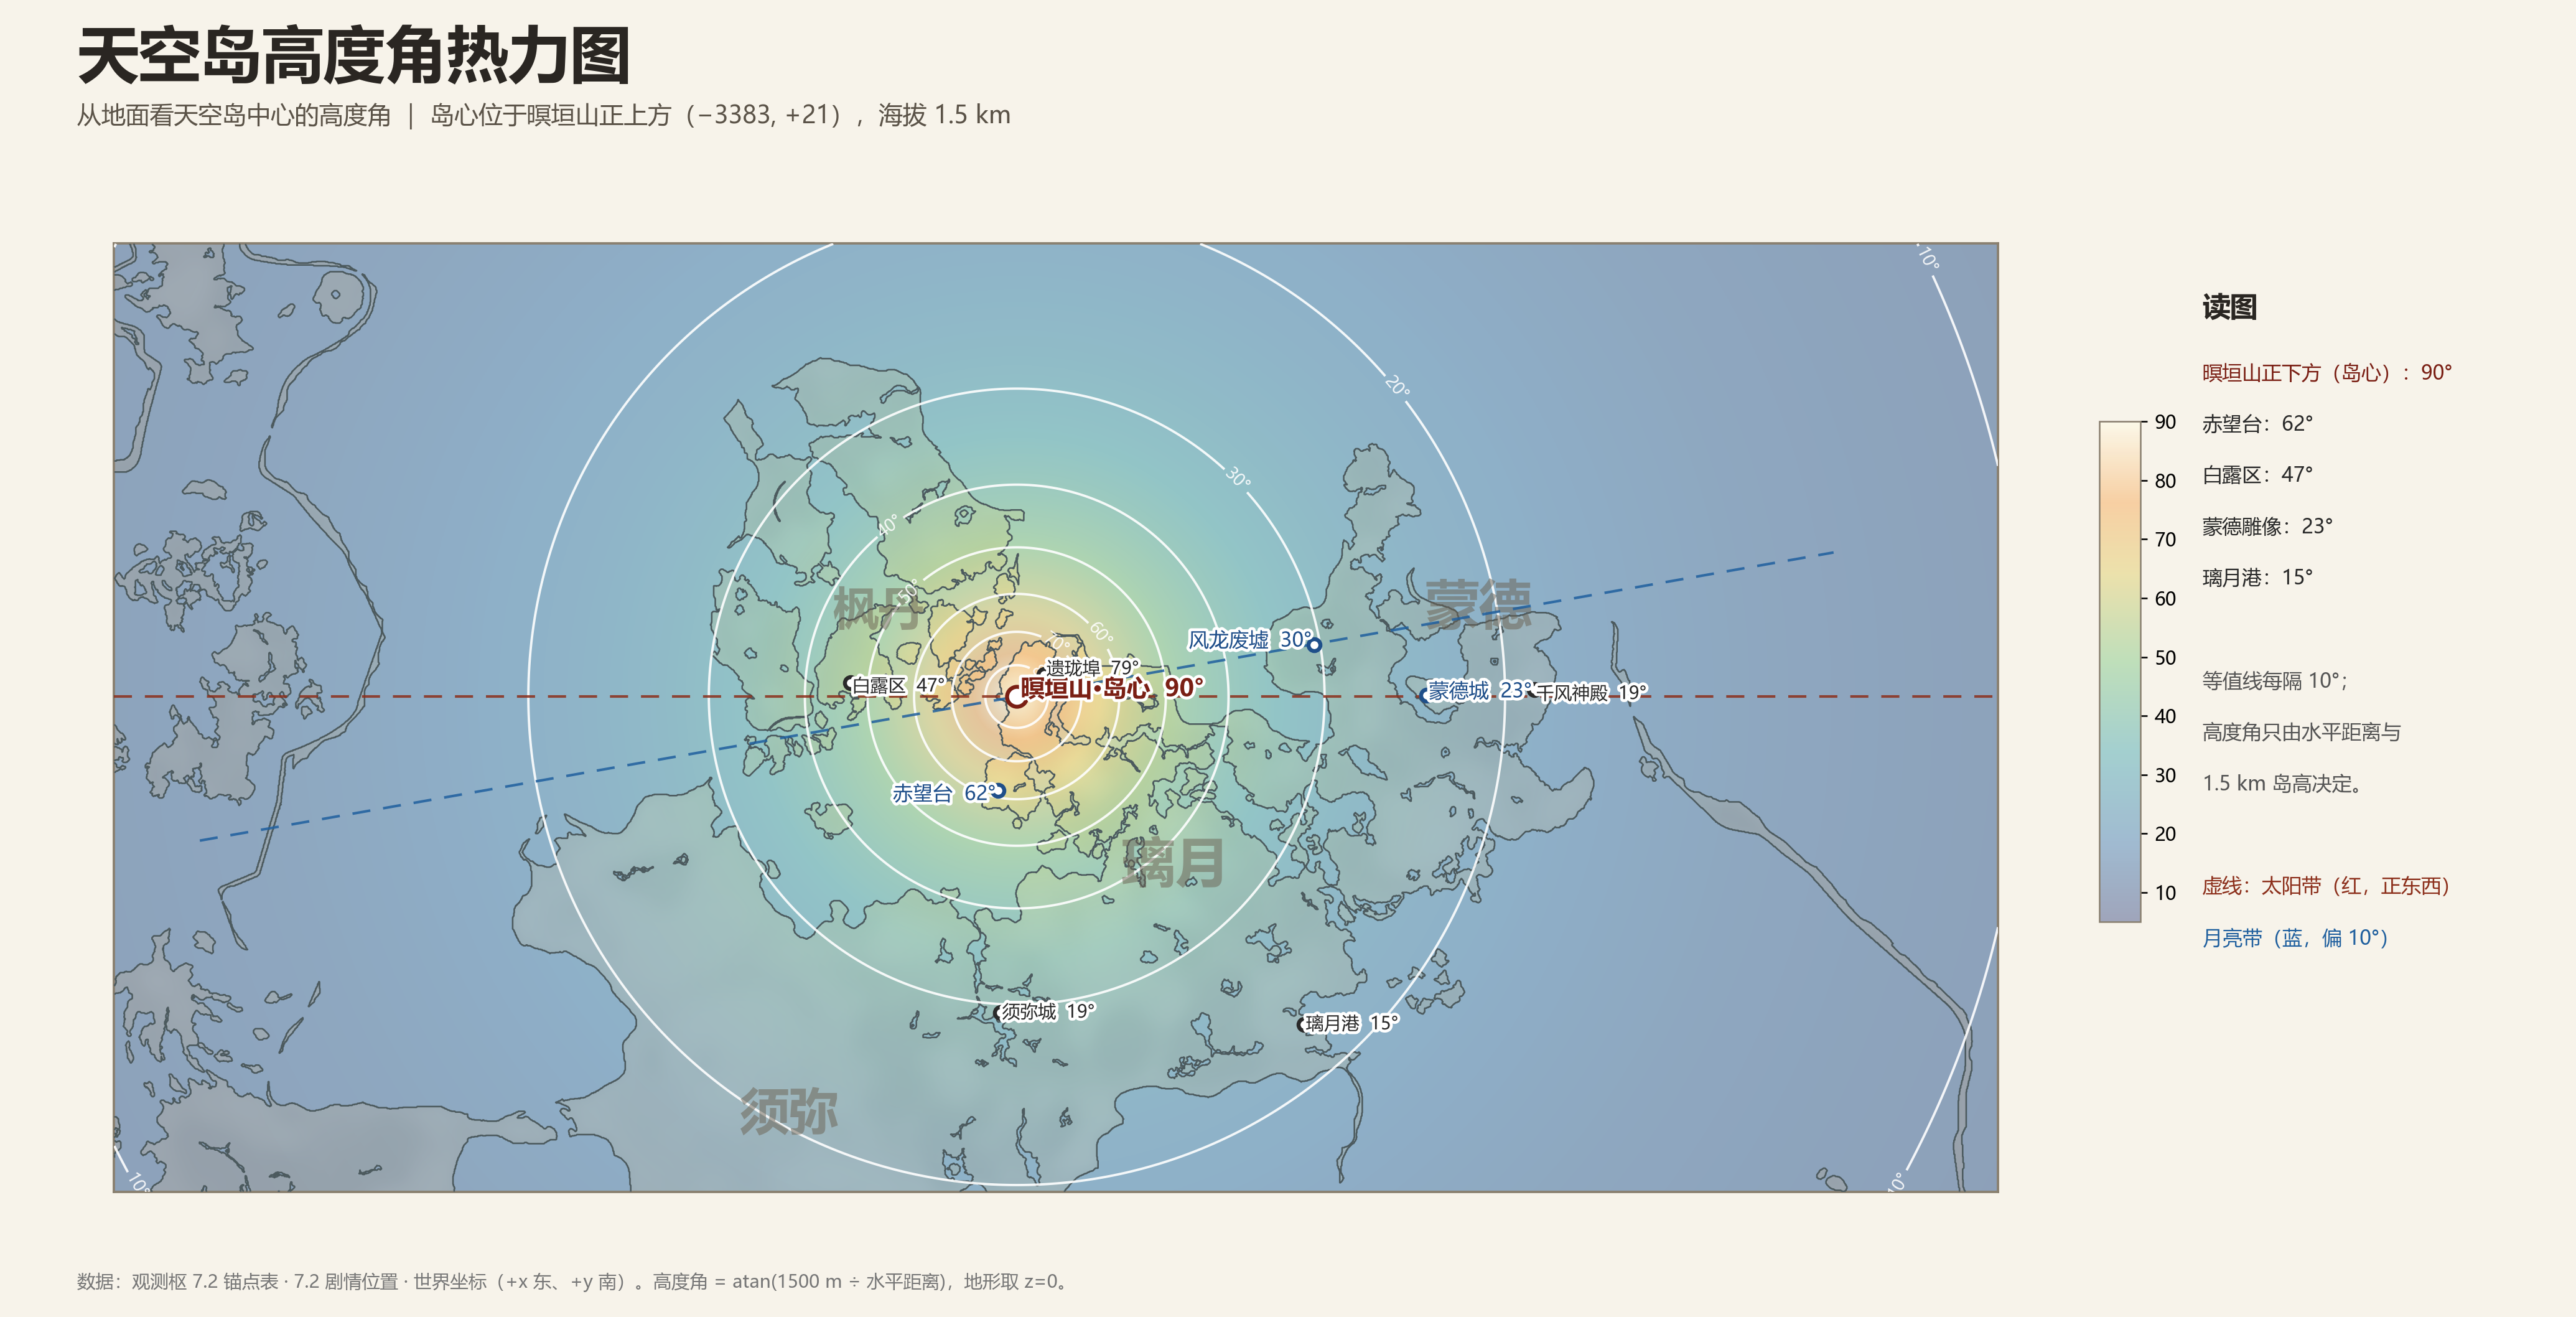 天空岛高度角热力图
从地面看天空岛中心的高度角 | 岛心位于暝垣山正上方（−3383, +21），海拔 1.5 km
10°
20°
30°
40°
50°
60°
70°
枫丹
蒙德
风龙废墟 30°
遗珑埠 79°
白露区 47°
暝垣山·岛心 90°
蒙德城 23°
千风神殿 19°
赤望台 62°
璃月
须弥城 19°
璃月港 15°
须弥
10°
10°
90
80
70
60
50
40
30
20
10
读图
暝垣山正下方（岛心）: 90°
赤望台: 62°
白露区: 47°
蒙德雕像: 23°
璃月港: 15°
等值线每隔 10°;
高度角只由水平距离与
1.5 km 岛高决定。
虚线：太阳带（红，正东西）
月亮带（蓝，偏 10°）
数据：观测枢 7.2 锚点表 · 7.2 剧情位置 · 世界坐标（+x 东、+y 南）。高度角 = atan(1500 m ÷ 水平距离)，地形取 z=0。